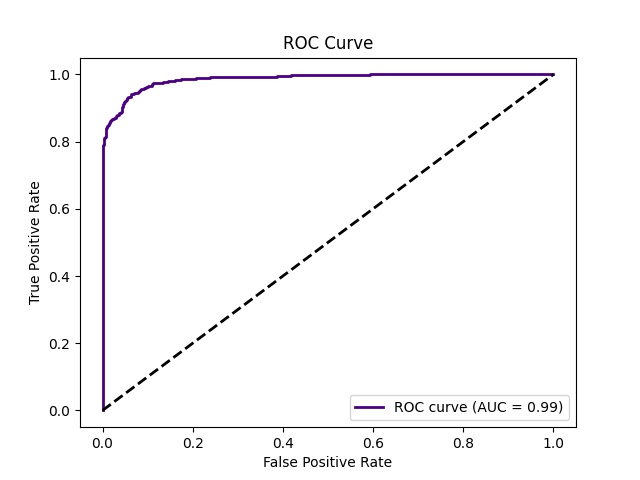 ROC Curve
1.0
0.8
0.6
0.4
0.2
0.0
True Positive Rate
ROC curve (AUC = 0.99)
0.0 0.2 0.4 0.6 0.8 1.0
False Positive Rate